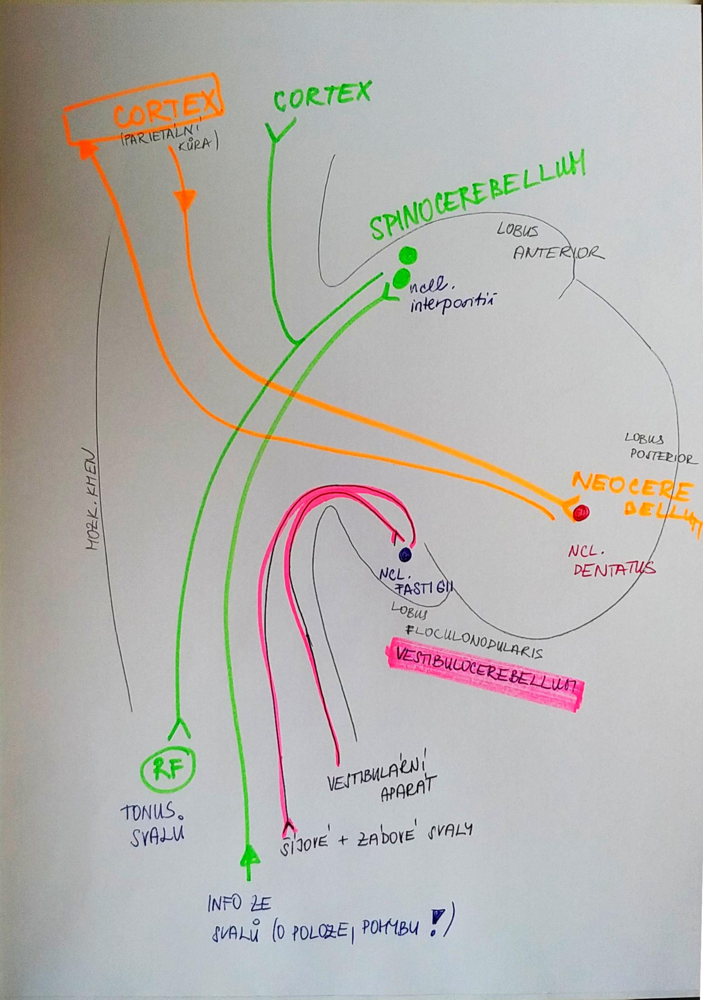 CORTEX
(PARIETÁLNÍ
KŮRA)
CORTEX
SPINOCEREBELLUM
LOBUS
ANTERIOR
ncll.
interpositii
LOBUS
POSTERIOR
NEOCERE
BELLUM
NCL.
DENTATUS
MOZK. KMEN
NCL.
FASTIGII
LOBUS
FLOCULONODULARIS
VESTIBULOCEREBELLUM
RF
TONUS.
SVALU
VESTIBULÁRNÍ
APARÁT
ŠÍJOVÉ + ZÁDOVÉ SVALY
INFO ZE
SVALŮ (O POLOZE, POHYBU !)